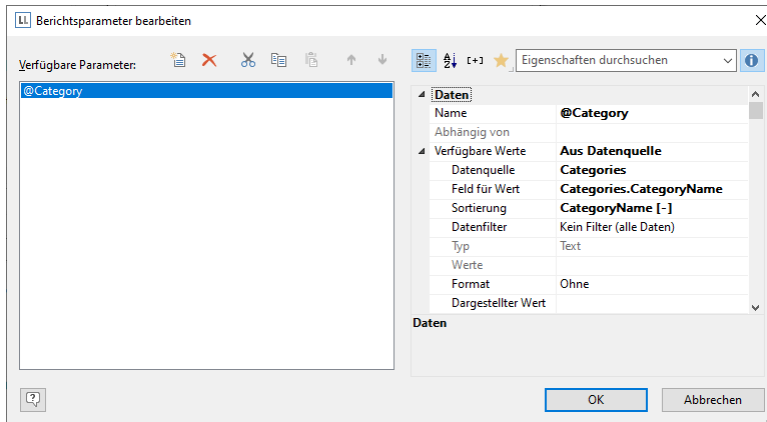 LL Berichtsparameter bearbeiten
Verfügbare Parameter:
Eigenschaften durchsuchen
@Category
Daten
Name @Category
Abhängig von
Verfügbare Werte Aus Datenquelle
Datenquelle Categories
Feld für Wert Categories.CategoryName
Sortierung CategoryName [-]
Datenfilter Kein Filter (alle Daten)
Typ Text
Werte
Format Ohne
Dargestellter Wert
Daten
OK Abbrechen